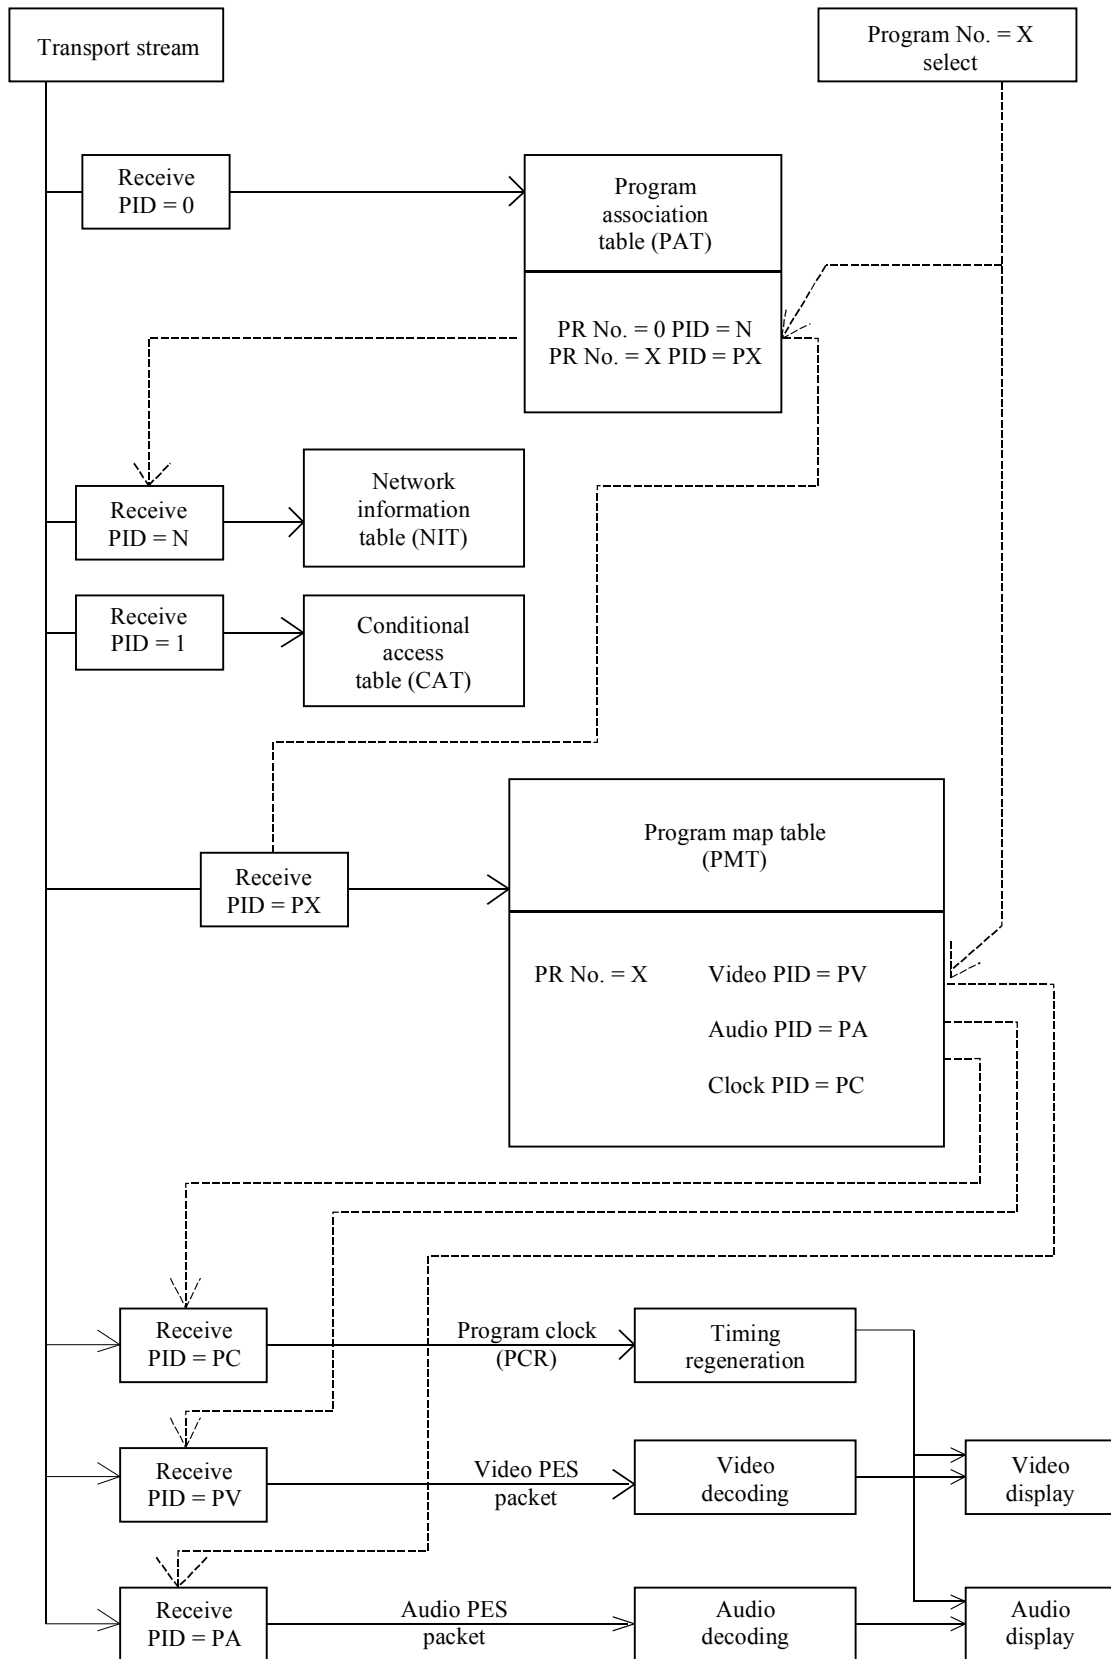 Transport stream
Program No. = X
select
Receive
PID = 0
Program
association
table (PAT)
PR No. = 0 PID = N
PR No. = X PID = PX
Receive
PID = N
Network
information
table (NIT)
Receive
PID = 1
Conditional
access
table (CAT)
Program map table
(PMT)
Receive
PID = PX
PR No. = X
Video PID = PV
Audio PID = PA
Clock PID = PC
Receive
PID = PC
Program clock
(PCR)
Timing
regeneration
Receive
PID = PV
Video PES
packet
Video
decoding
Video
display
Receive
PID = PA
Audio PES
packet
Audio
decoding
Audio
display